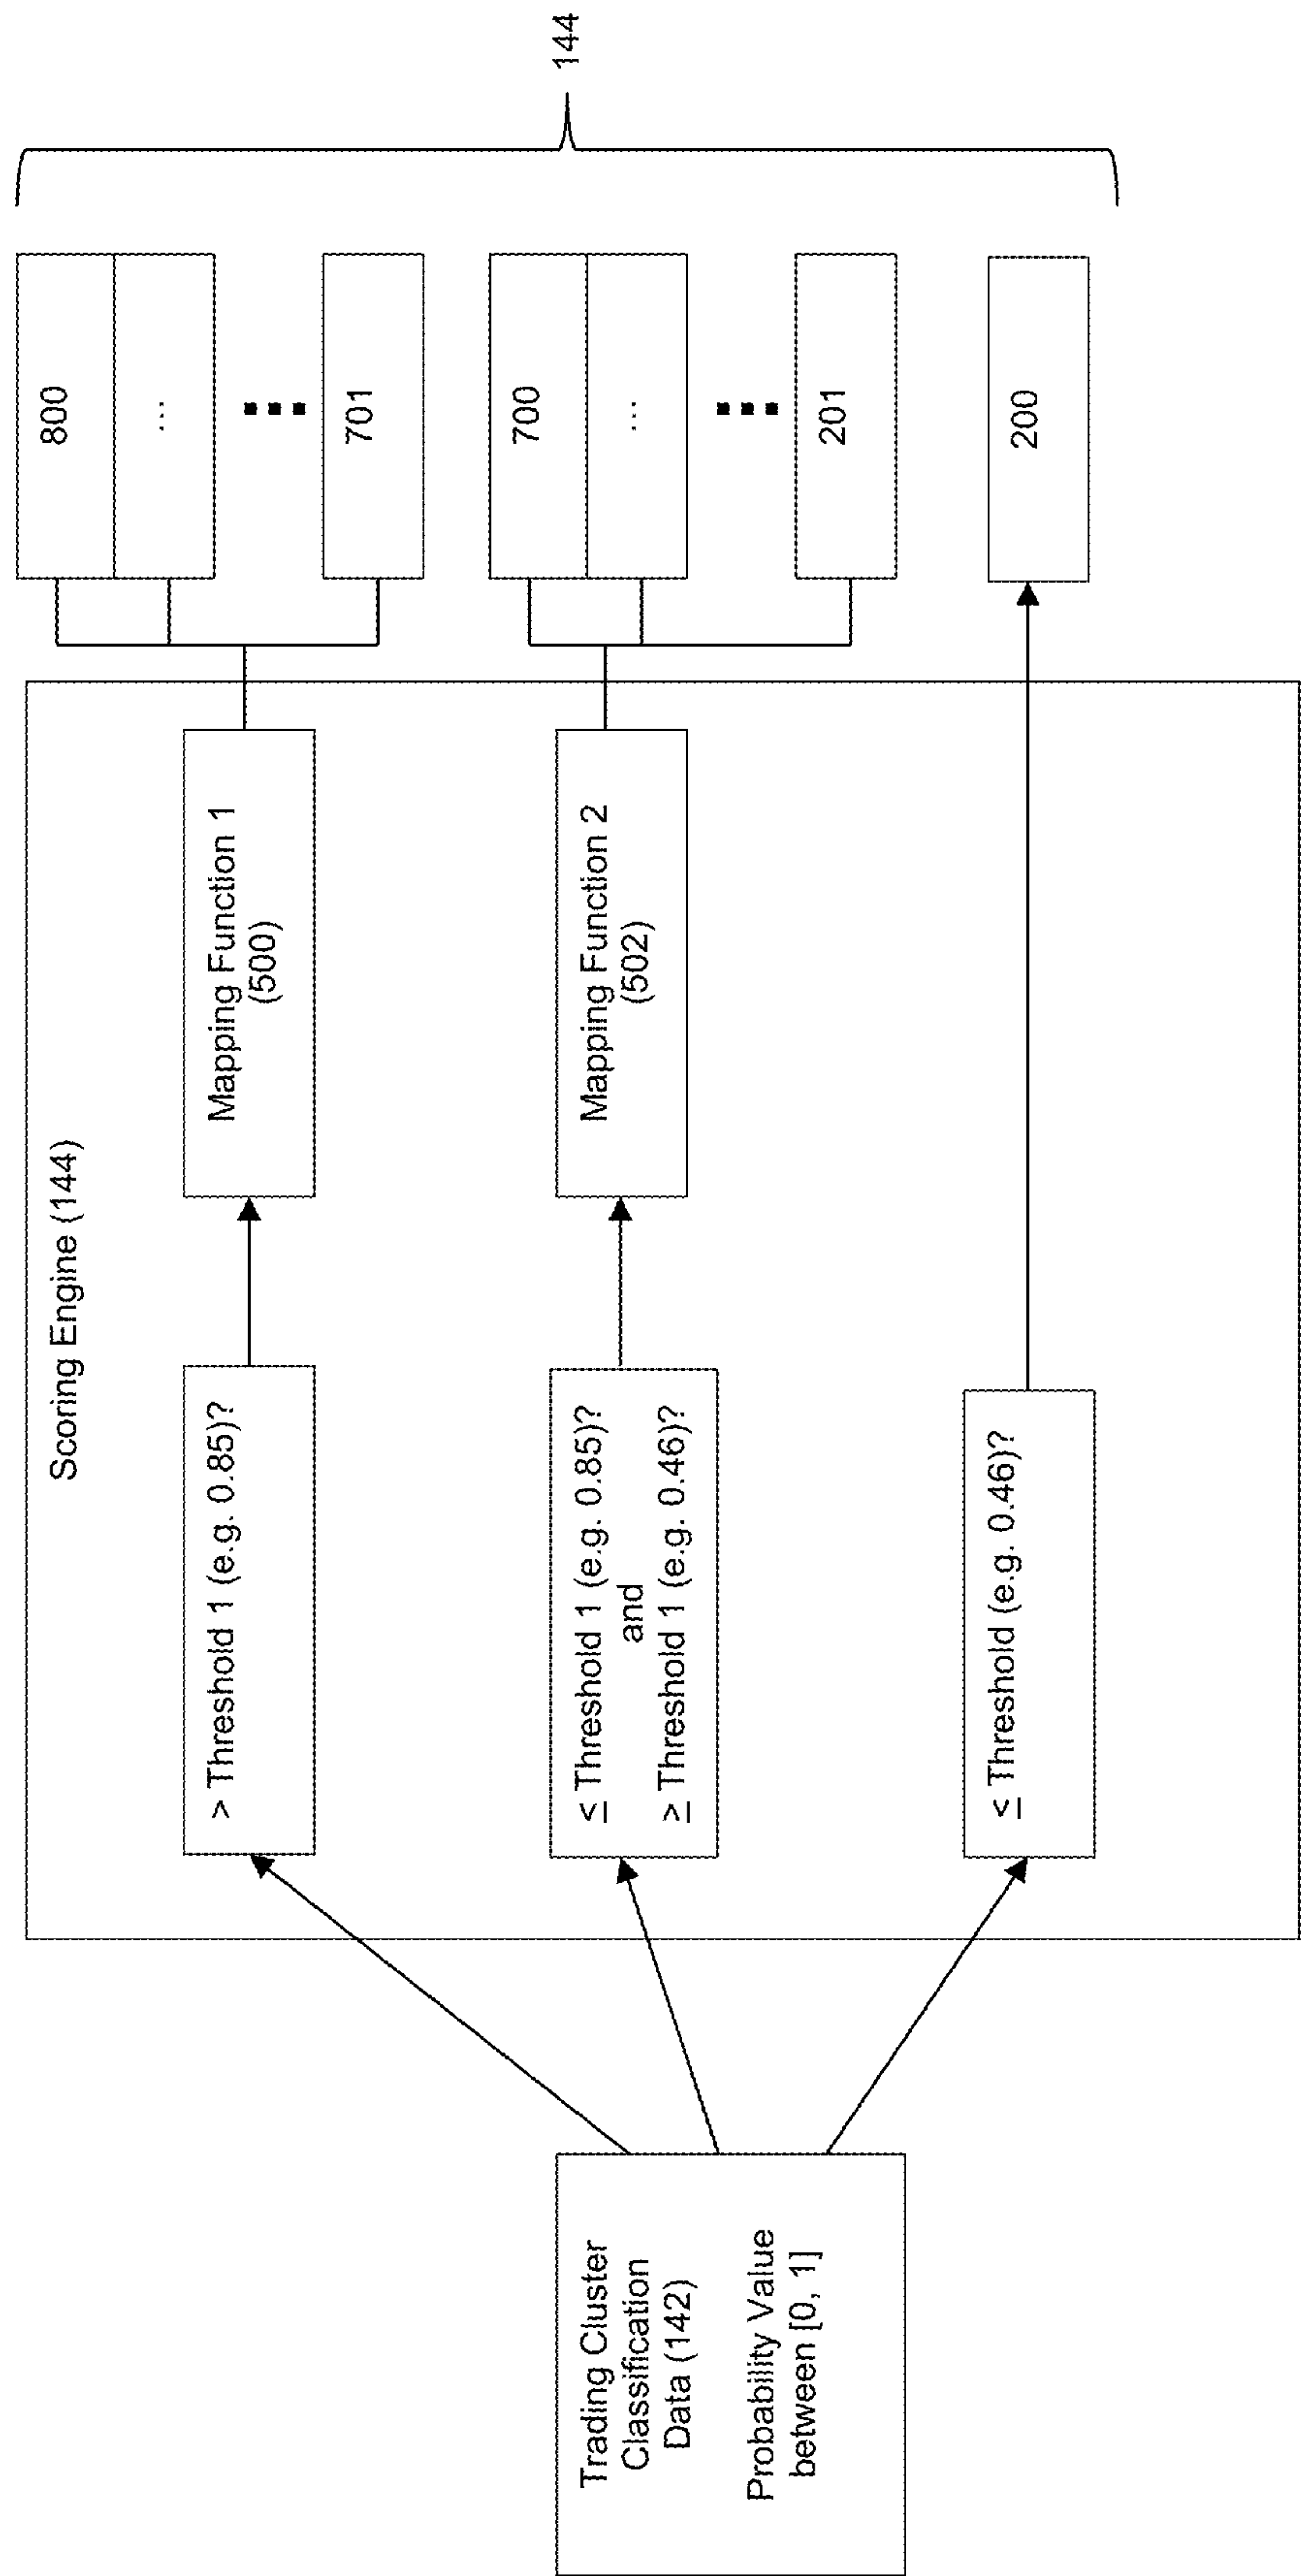 Trading Cluster
Classification
Data (142)
Probability Value
between [0, 1]
Scoring Engine (144)
> Threshold 1 (e.g. 0.85)?
≤ Threshold 1 (e.g. 0.85)?
and
≥ Threshold 1 (e.g. 0.46)?
≤ Threshold (e.g. 0.46)?
Mapping Function 1
(500)
Mapping Function 2
(502)
800
...
701
700
...
201
200
144